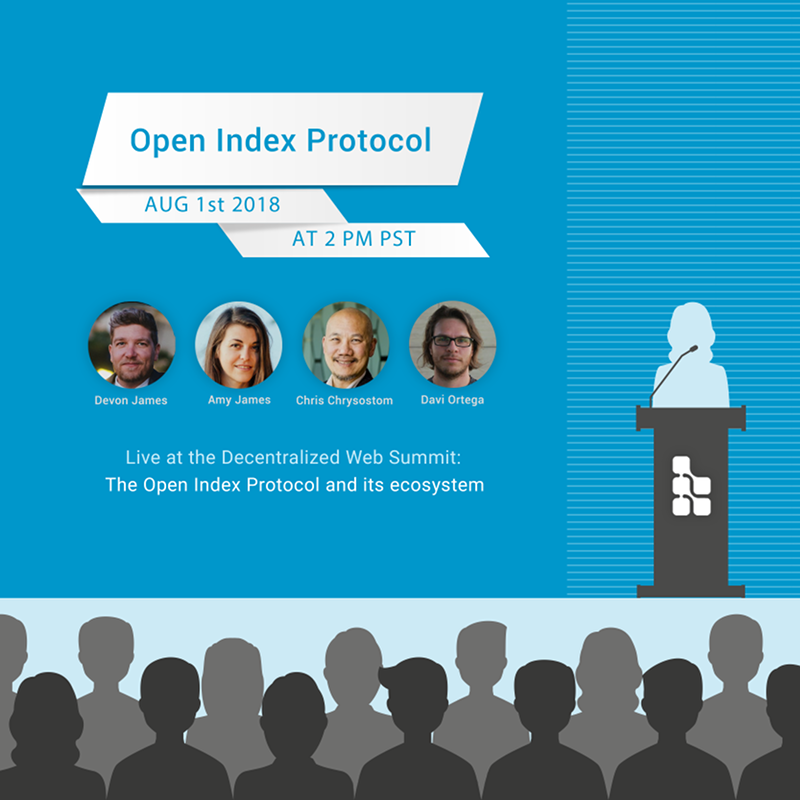 Open Index Protocol
AUG 1st 2018
AT 2 PM PST
Devon James
Amy James
Chris Chrysostom
Davi Ortega
Live at the Decentralized Web Summit:
The Open Index Protocol and its ecosystem